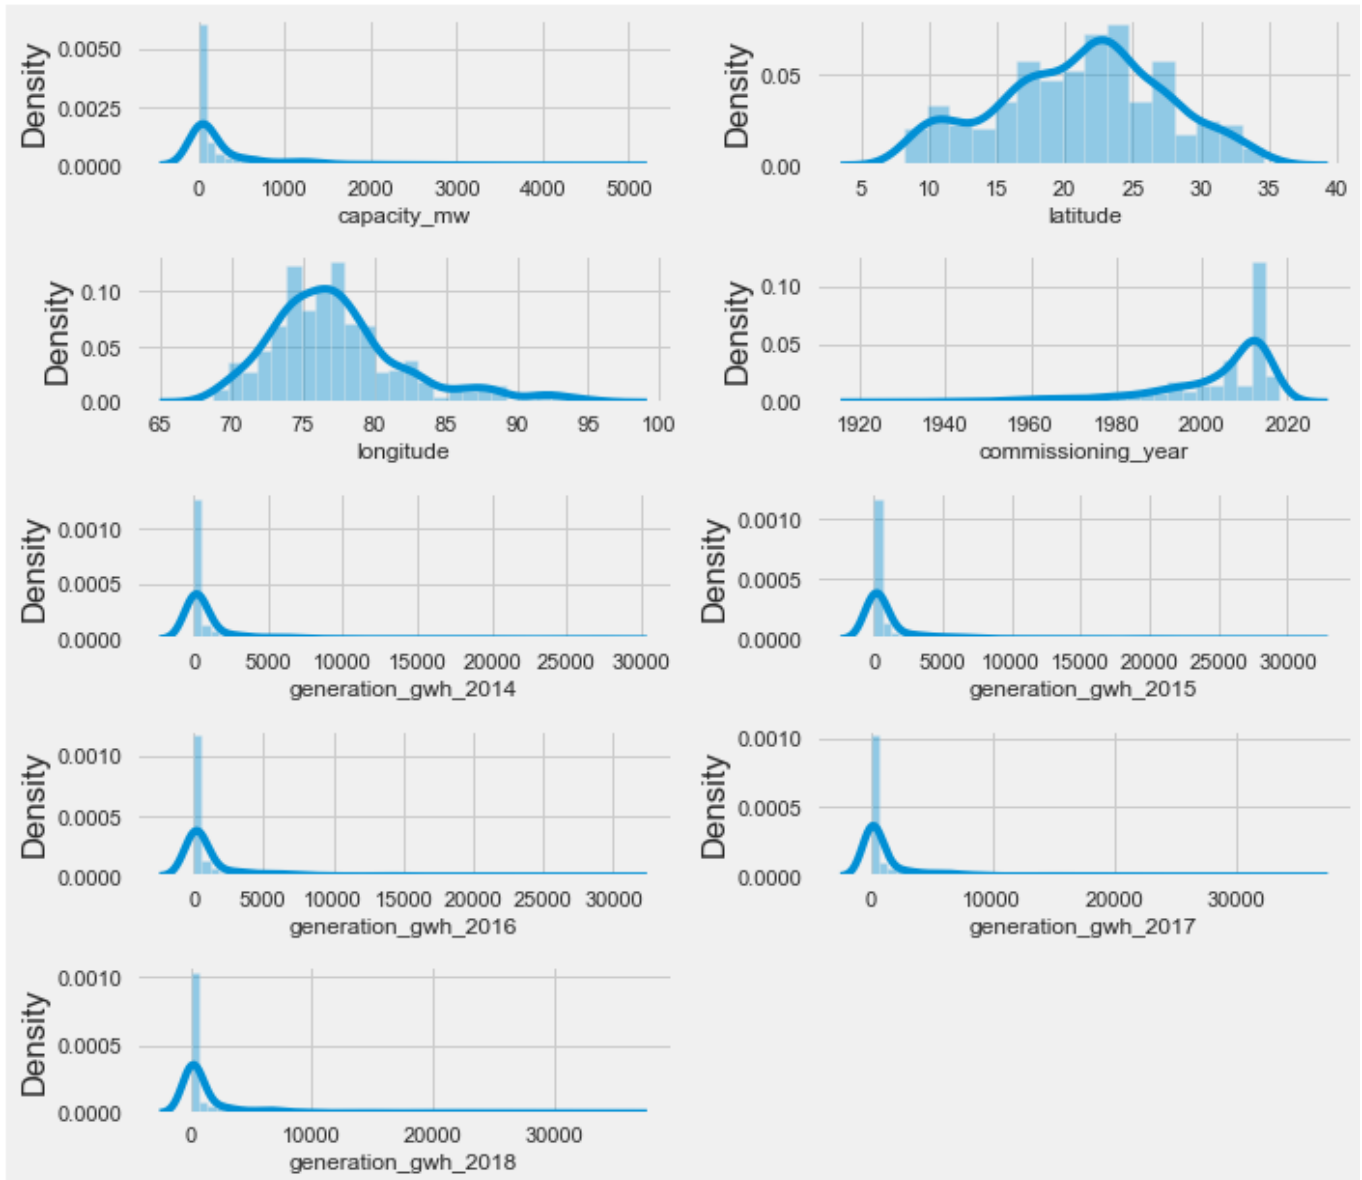 Density
0.0050
0.0025
0.0000
0 1000 2000 3000 4000 5000
capacity_mw
Density
0.05
0.00
5 10 15 20 25 30 35 40
latitude
Density
0.10
0.05
0.00
65 70 75 80 85 90 95 100
longitude
Density
0.10
0.05
0.00
1920 1940 1960 1980 2000 2020
commissioning_year
Density
0.0010
0.0005
0.0000
0 5000 10000 15000 20000 25000 30000
generation_gwh_2014
Density
0.0010
0.0005
0.0000
0 5000 10000 15000 20000 25000 30000
generation_gwh_2015
Density
0.0010
0.0005
0.0000
0 5000 10000 15000 20000 25000 30000
generation_gwh_2016
Density
0.0010
0.0005
0.0000
0 10000 20000 30000
generation_gwh_2017
Density
0.0010
0.0005
0.0000
0 10000 20000 30000
generation_gwh_2018